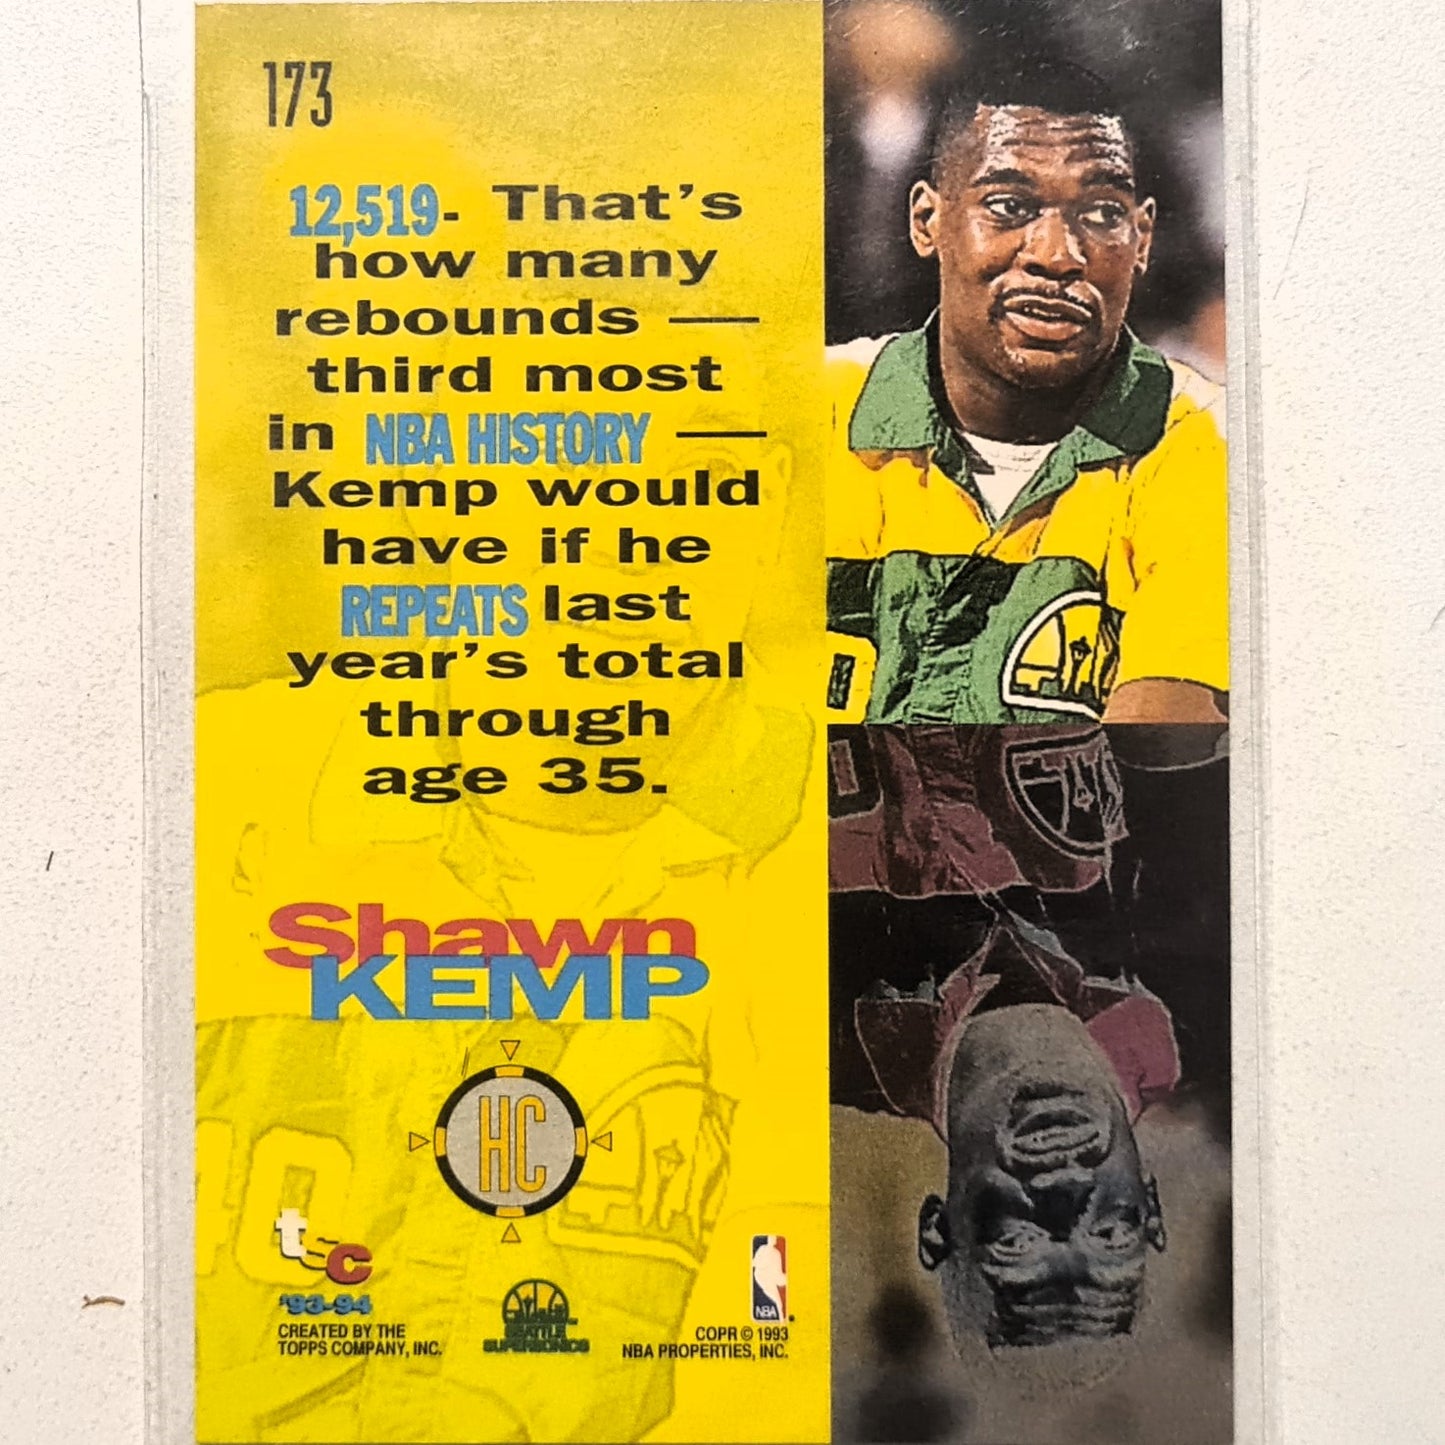 173
12,519- That's
how many
rebounds —
third most
in NBA HISTORY —
Kemp would
have if he
REPEATS last
year's total
through
age 35.
Shawn
KEMP
HC
tsc
'93-94
CREATED BY THE
TOPPS COMPANY, INC.
SEATTLE
SUPERSONICS
NBA
COPR © 1993
NBA PROPERTIES, INC.